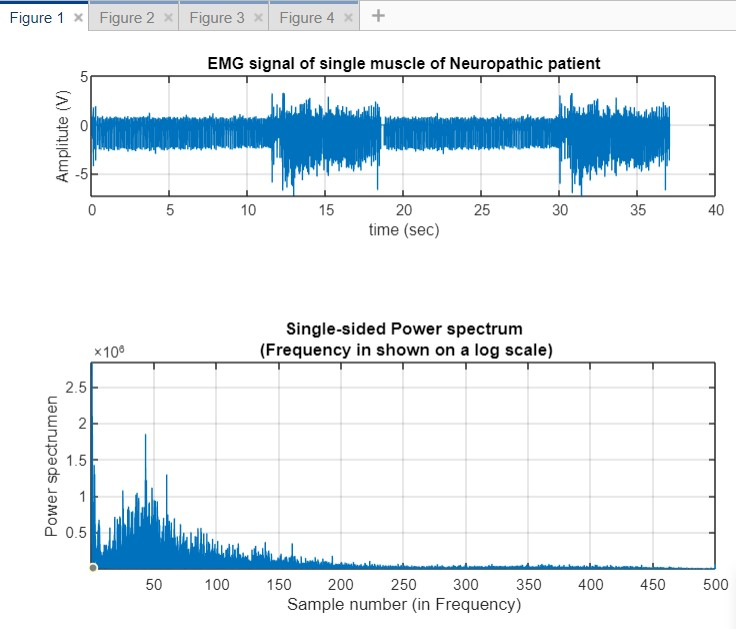 Figure 1 × Figure 2 × Figure 3 × Figure 4 × +
EMG signal of single muscle of Neuropathic patient
Amplitute (V)
5
0
-5
0 5 10 15 20 25 30 35 40
time (sec)
Single-sided Power spectrum
(Frequency in shown on a log scale)
×10⁶
Power spectrumen
2.5
2
1.5
1
0.5
50 100 150 200 250 300 350 400 450 500
Sample number (in Frequency)